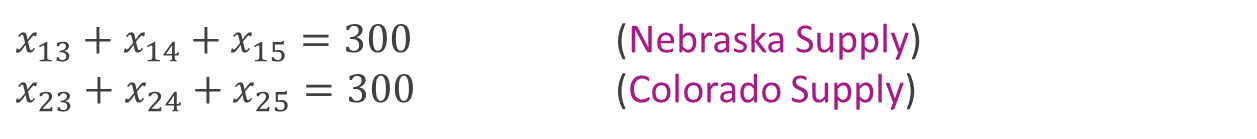 x₁₃ + x₁₄ + x₁₅ = 300 (Nebraska Supply)
x₂₃ + x₂₄ + x₂₅ = 300 (Colorado Supply)